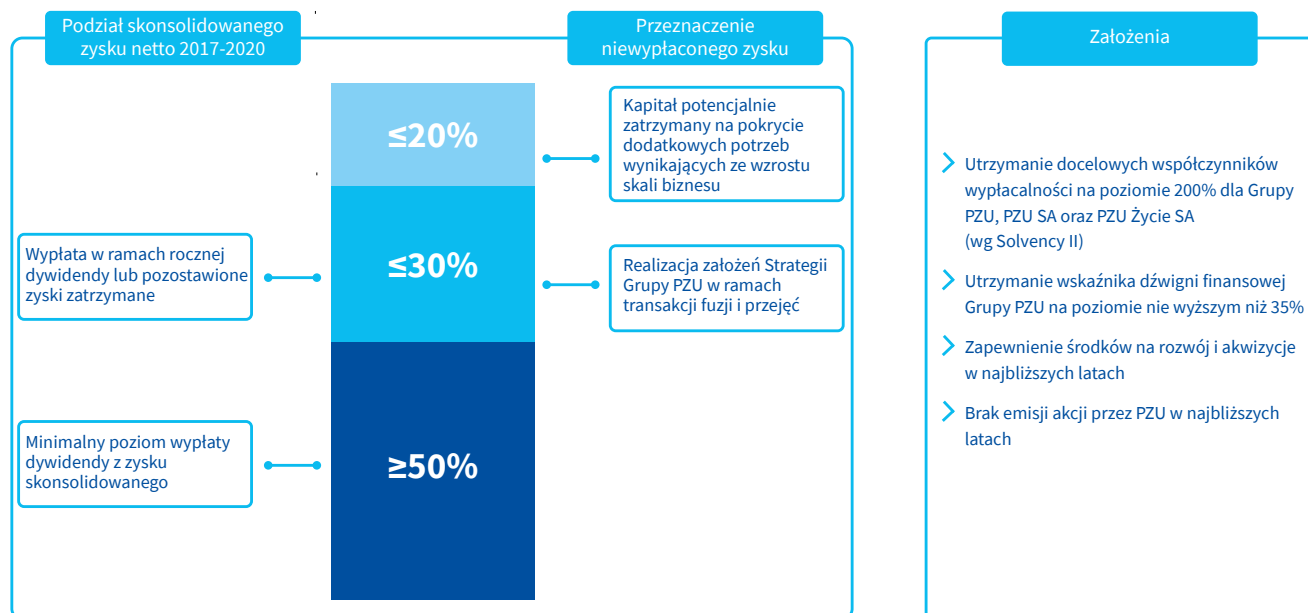 Podział skonsolidowanego
zysku netto 2017-2020
Przeznaczenie
niewypłaconego zysku
≤20%
Kapitał potencjalnie
zatrzymany na pokrycie
dodatkowych potrzeb
wynikających ze wzrostu
skali biznesu
Wypłata w ramach rocznej
dywidendy lub pozostawione
zyski zatrzymane
≤30%
Realizacja założeń Strategii
Grupy PZU w ramach
transakcji fuzji i przejęć
Minimalny poziom wypłaty
dywidendy z zysku
skonsolidowanego
≥50%
Założenia
Utrzymanie docelowych współczynników
wypłacalności na poziomie 200% dla Grupy
PZU, PZU SA oraz PZU Życie SA
(wg Solvency II)
Utrzymanie wskaźnika dźwigni finansowej
Grupy PZU na poziomie nie wyższym niż 35%
Zapewnienie środków na rozwój i akwizycje
w najbliższych latach
Brak emisji akcji przez PZU w najbliższych
latach